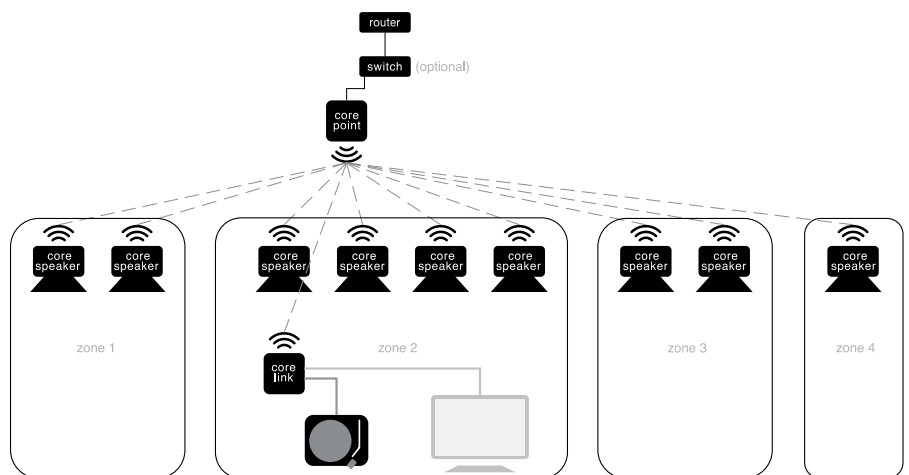 router
switch (optional)
core
point
core
speaker
core
speaker
core
speaker
core
speaker
core
speaker
core
speaker
core
speaker
core
speaker
core
speaker
zone 1
zone 2
zone 3
zone 4
core
link